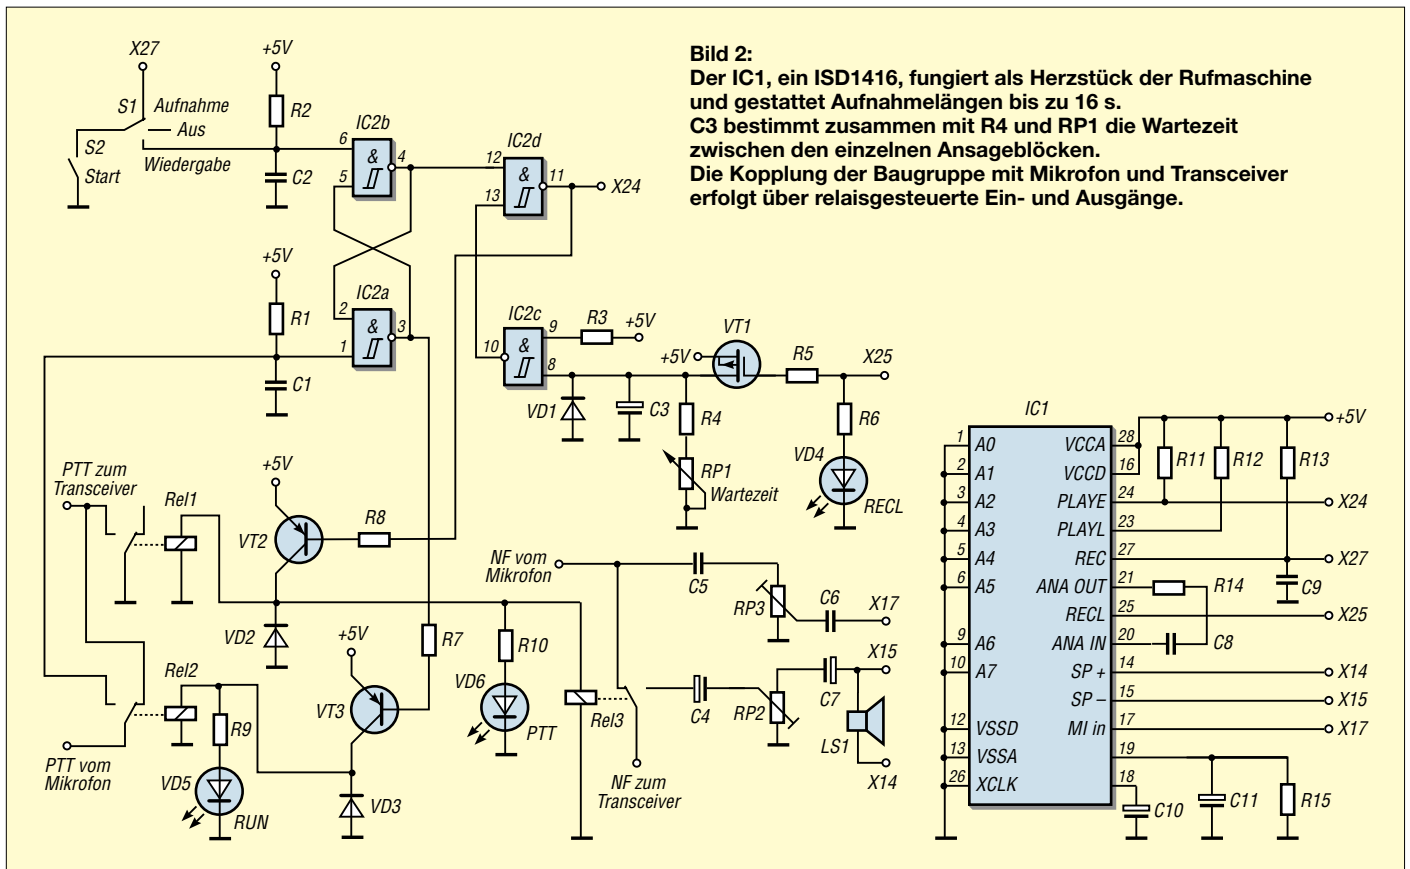 Bild 2:
Der IC1, ein ISD1416, fungiert als Herzstück der Rufmaschine
und gestattet Aufnahmelängen bis zu 16 s.
C3 bestimmt zusammen mit R4 und RP1 die Wartezeit
zwischen den einzelnen Ansageblöcken.
Die Kopplung der Baugruppe mit Mikrofon und Transceiver
erfolgt über relaisgesteuerte Ein- und Ausgänge.
X27
+5V
S1
Aufnahme
Aus
Wiedergabe
S2
Start
R2
C2
IC2b
6
5
&
4
IC2d
12
13
&
11
X24
+5V
R1
C1
IC2a
2
1
&
3
IC2c
10
&
9
8
R3
+5V
VT1
+5V
R5
X25
VD1
C3
R4
RP1
Wartezeit
R6
VD4
RECL
PTT zum
Transceiver
Rel1
+5V
VT2
R8
VD2
+5V
R7
R10
VD6
PTT
Rel2
R9
VD5
RUN
VT3
VD3
PTT vom
Mikrofon
NF vom
Mikrofon
C5
RP3
C6
X17
Rel3
C4
RP2
C7
X15
LS1
X14
NF zum
Transceiver
IC1
+5V
1
A0
VCCA
28
2
A1
VCCD
16
3
A2
PLAYE
24
X24
4
A3
PLAYL
23
5
A4
REC
27
X27
6
A5
ANA OUT
21
RECL
25
X25
9
A6
ANA IN
20
10
A7
SP +
14
X14
SP –
15
X15
12
VSSD
MI in
17
X17
13
VSSA
19
26
XCLK
18
R11
R12
R13
R14
C9
C8
C10
C11
R15